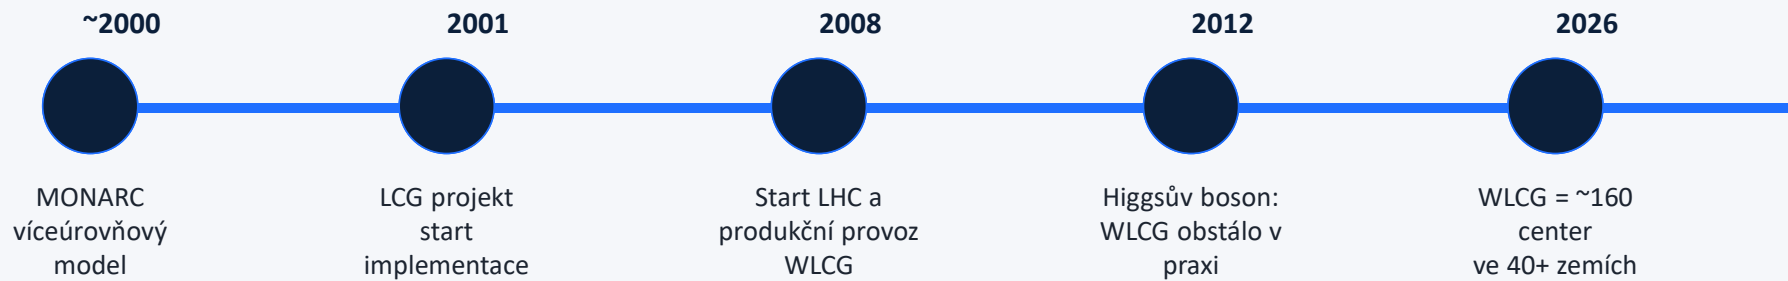 ~2000
MONARC
víceúrovňový
model
2001
LCG projekt
start
implementace
2008
Start LHC a
produkční provoz
WLCG
2012
Higgsův boson:
WLCG obstálo v
praxi
2026
WLCG = ~160
center
ve 40+ zemích